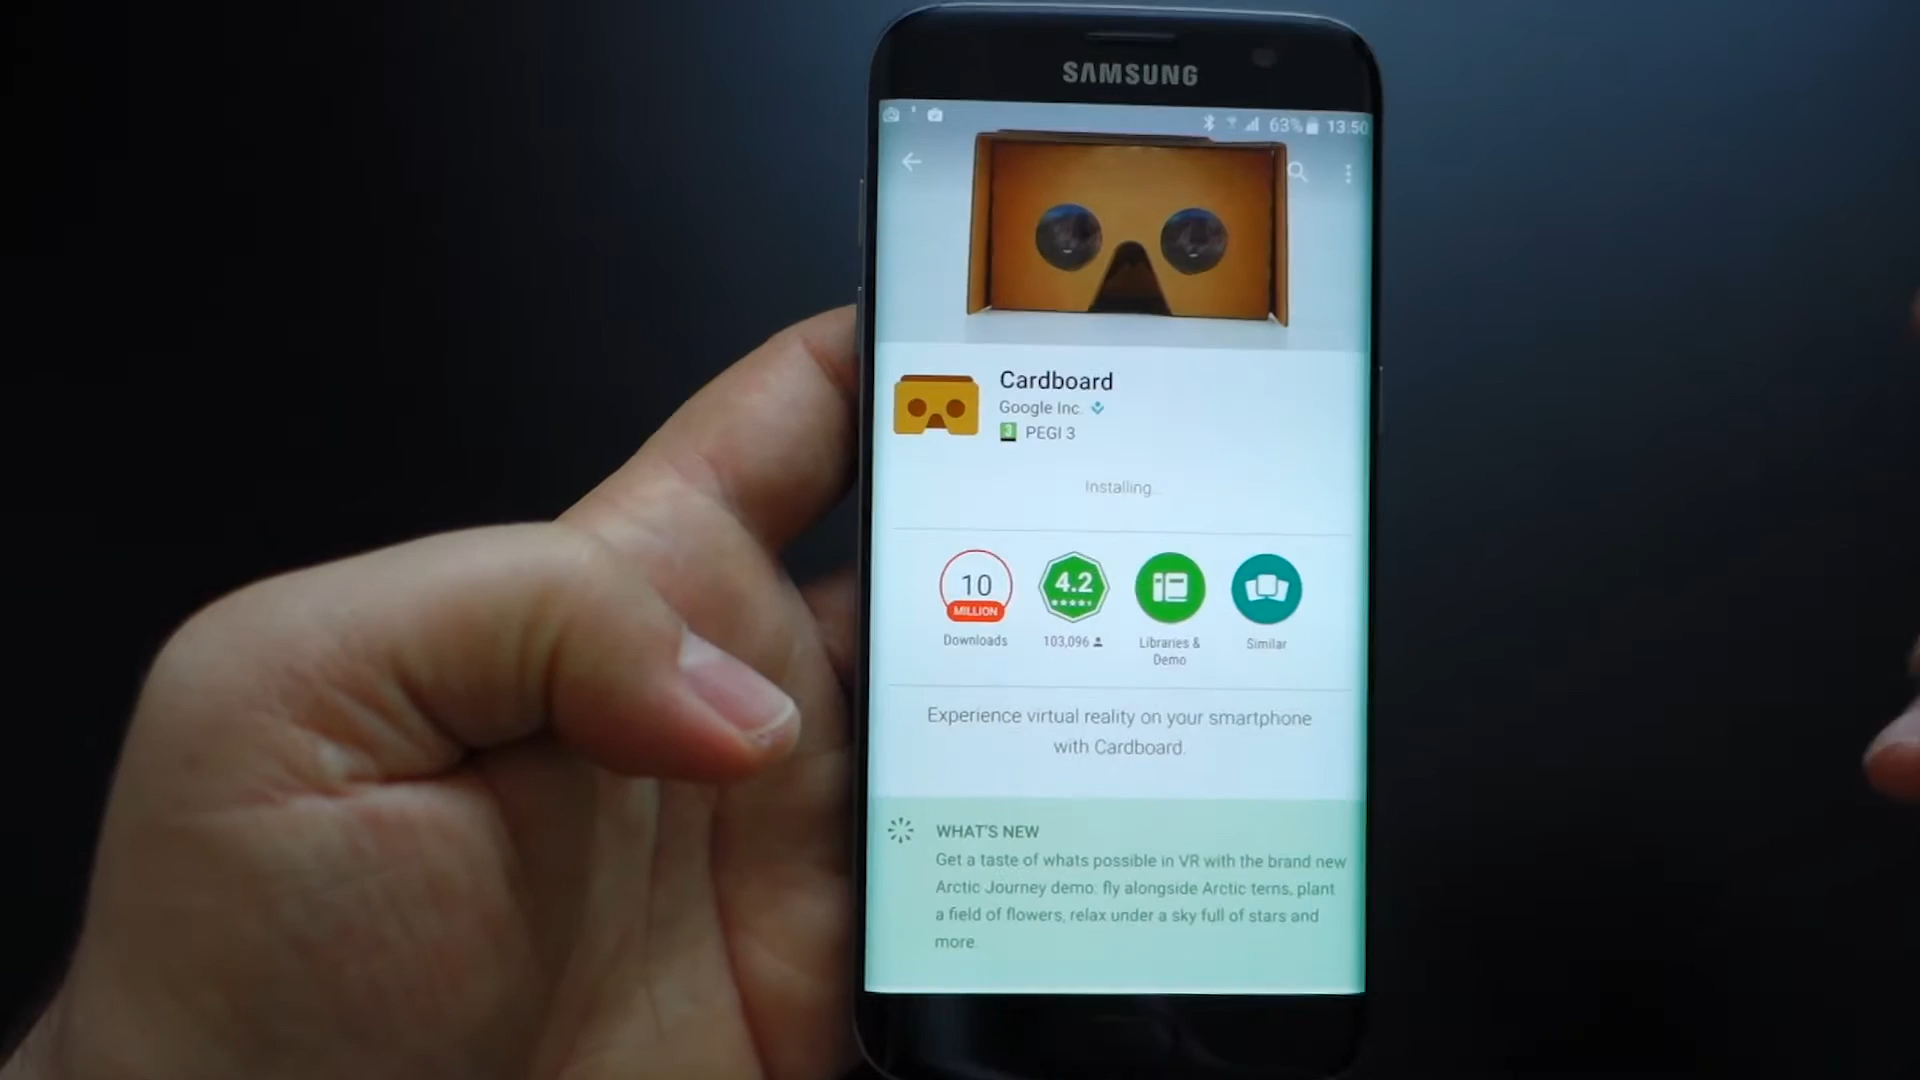 SAMSUNG
63% 13:50
Cardboard
Google Inc.
3 PEGI 3
Installing
10
MILLION
Downloads
4.2
103,096
Libraries &
Demo
Similar
Experience virtual reality on your smartphone
with Cardboard.
WHAT'S NEW
Get a taste of whats possible in VR with the brand new
Arctic Journey demo: fly alongside Arctic terns, plant
a field of flowers, relax under a sky full of stars and
more.